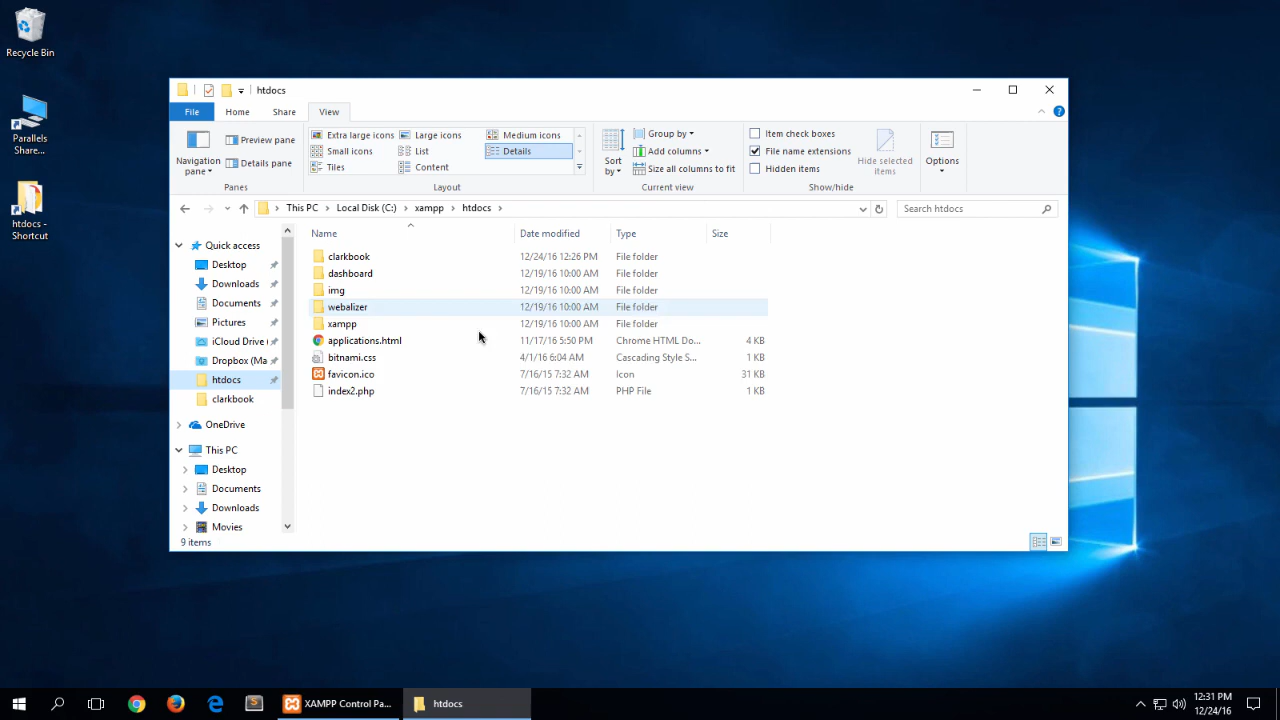 Recycle Bin
Parallels
Share...
htdocs -
Shortcut
htdocs
File Home Share View
Navigation
pane
Preview pane
Details pane
Panes
Extra large icons Large icons Medium icons
Small icons List Details
Tiles Content
Layout
Sort
by
Group by
Add columns
Size all columns to fit
Current view
Item check boxes
File name extensions
Hidden items
Hide selected
items
Show/hide
Options
This PC Local Disk (C:) xampp htdocs
Search htdocs
Quick access
Desktop
Downloads
Documents
Pictures
iCloud Drive (
Dropbox (Ma
htdocs
clarkbook
OneDrive
This PC
Desktop
Documents
Downloads
Movies
Name Date modified Type Size
clarkbook 12/24/16 12:26 PM File folder
dashboard 12/19/16 10:00 AM File folder
img 12/19/16 10:00 AM File folder
webalizer 12/19/16 10:00 AM File folder
xampp 12/19/16 10:00 AM File folder
applications.html 11/17/16 5:50 PM Chrome HTML Do... 4 KB
bitnami.css 4/1/16 6:04 AM Cascading Style S... 1 KB
favicon.ico 7/16/15 7:32 AM Icon 31 KB
index2.php 7/16/15 7:32 AM PHP File 1 KB
9 items
XAMPP Control Pa...
htdocs
12:31 PM
12/24/16